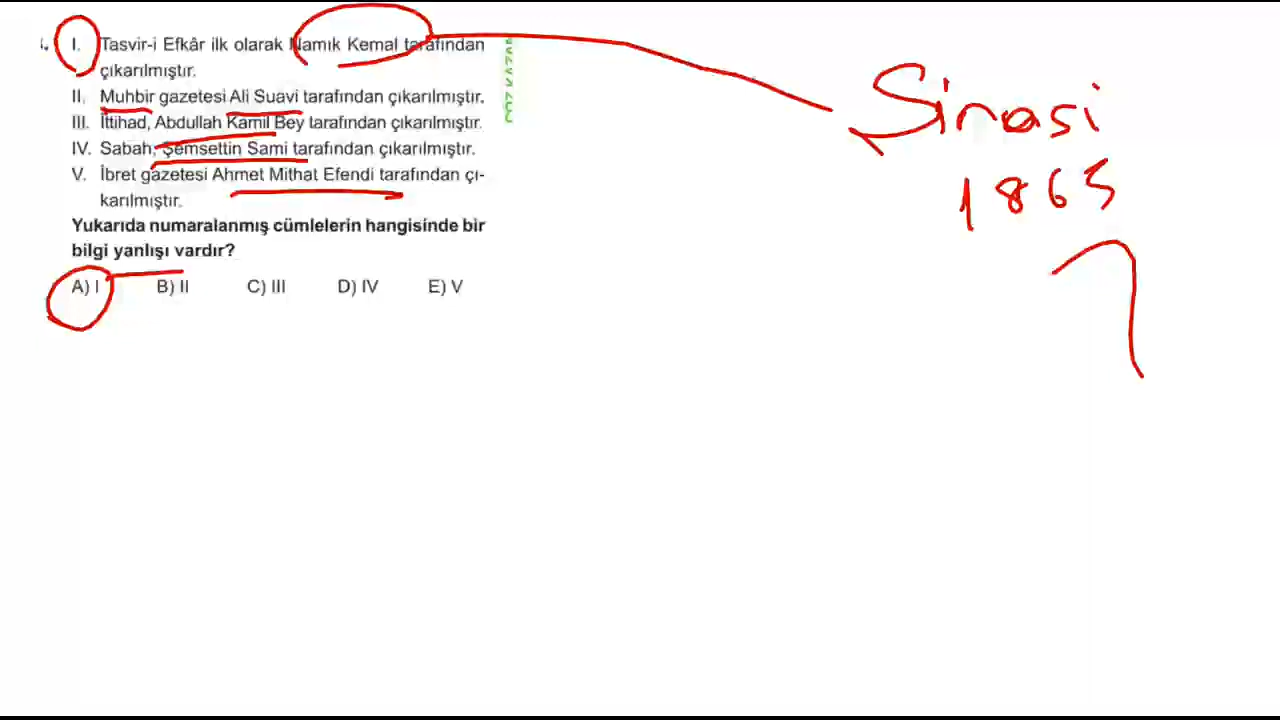 I. Tasvir-i Efkâr ilk olarak Namık Kemal tarafından
çıkarılmıştır.
II. Muhbir gazetesi Ali Suavi tarafından çıkarılmıştır.
III. İttihad, Abdullah Kamil Bey tarafından çıkarılmıştır.
IV. Sabah, Şemsettin Sami tarafından çıkarılmıştır.
V. İbret gazetesi Ahmet Mithat Efendi tarafından çı-
karılmıştır.
Yukarıda numaralanmış cümlelerin hangisinde bir
bilgi yanlışı vardır?
A) I B) II C) III D) IV E) V
Şinasi
1865